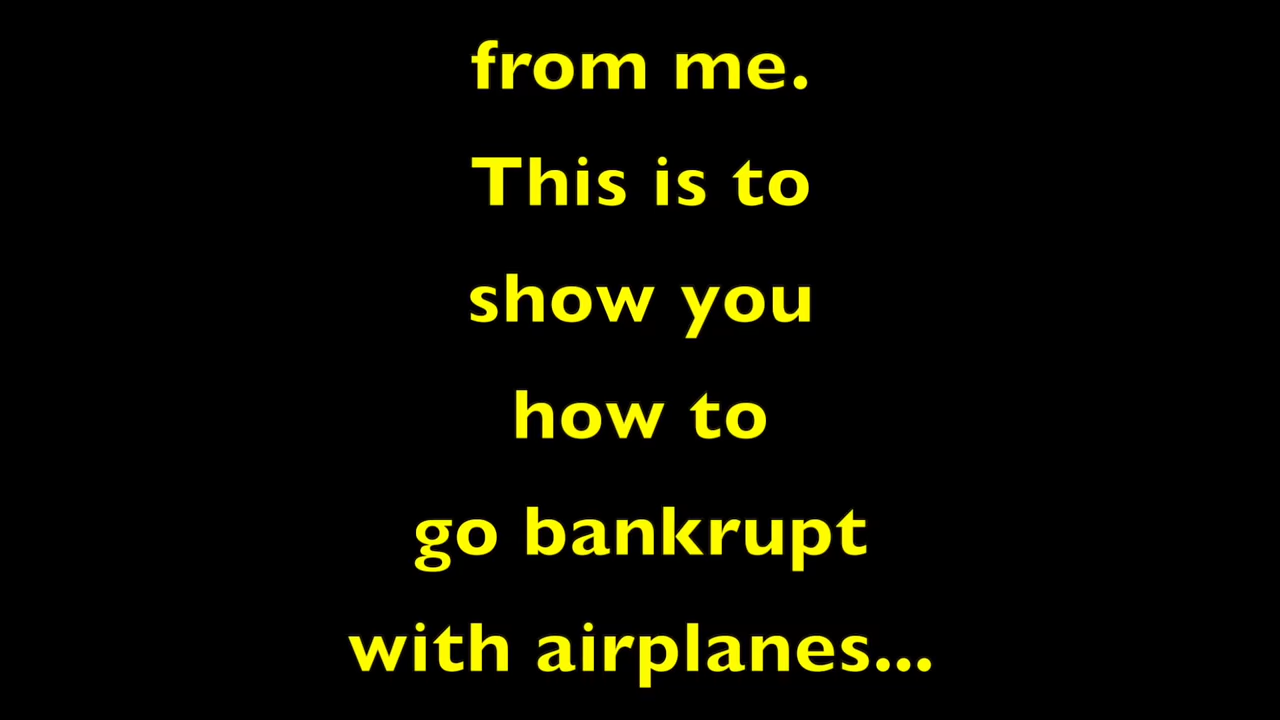 from me.
This is to
show you
how to
go bankrupt
with airplanes...